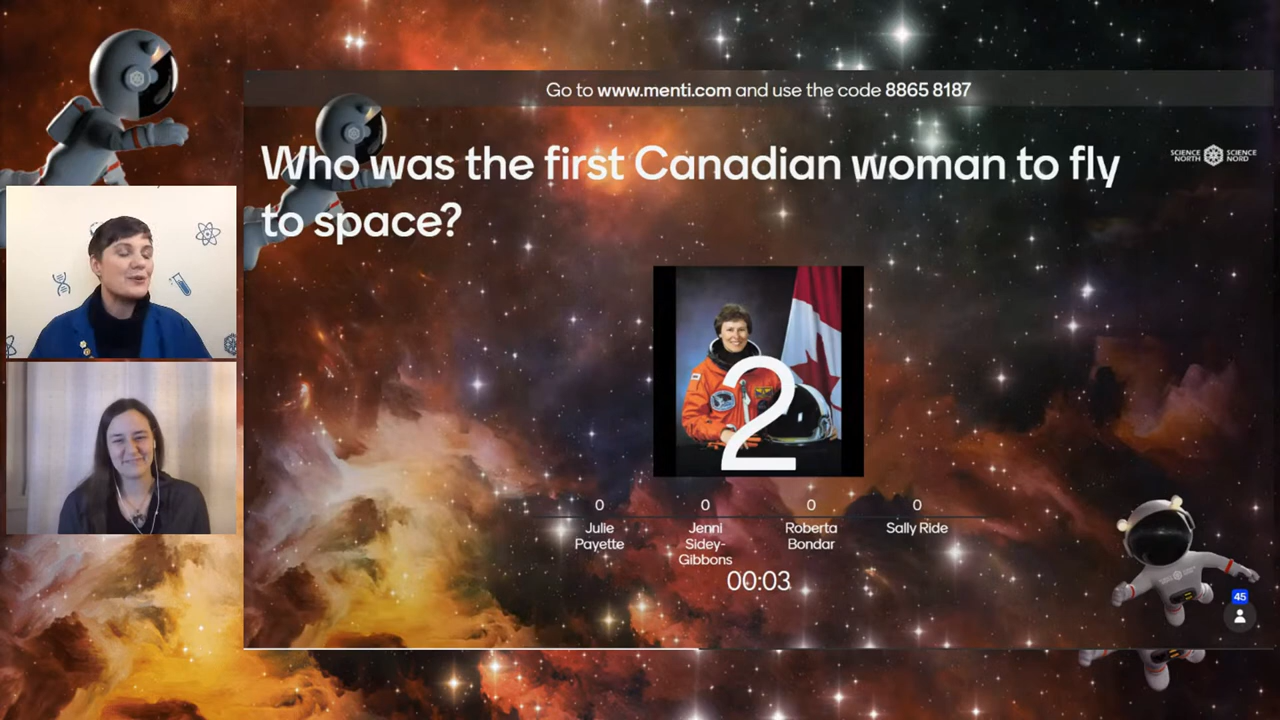 Go to www.menti.com and use the code 8865 8187
Who was the first Canadian woman to fly
to space?
SCIENCE NORTH SCIENCE NORD
2
0 0 0 0
Julie Payette
Jenni Sidey-Gibbons
Roberta Bondar
Sally Ride
00:03
45